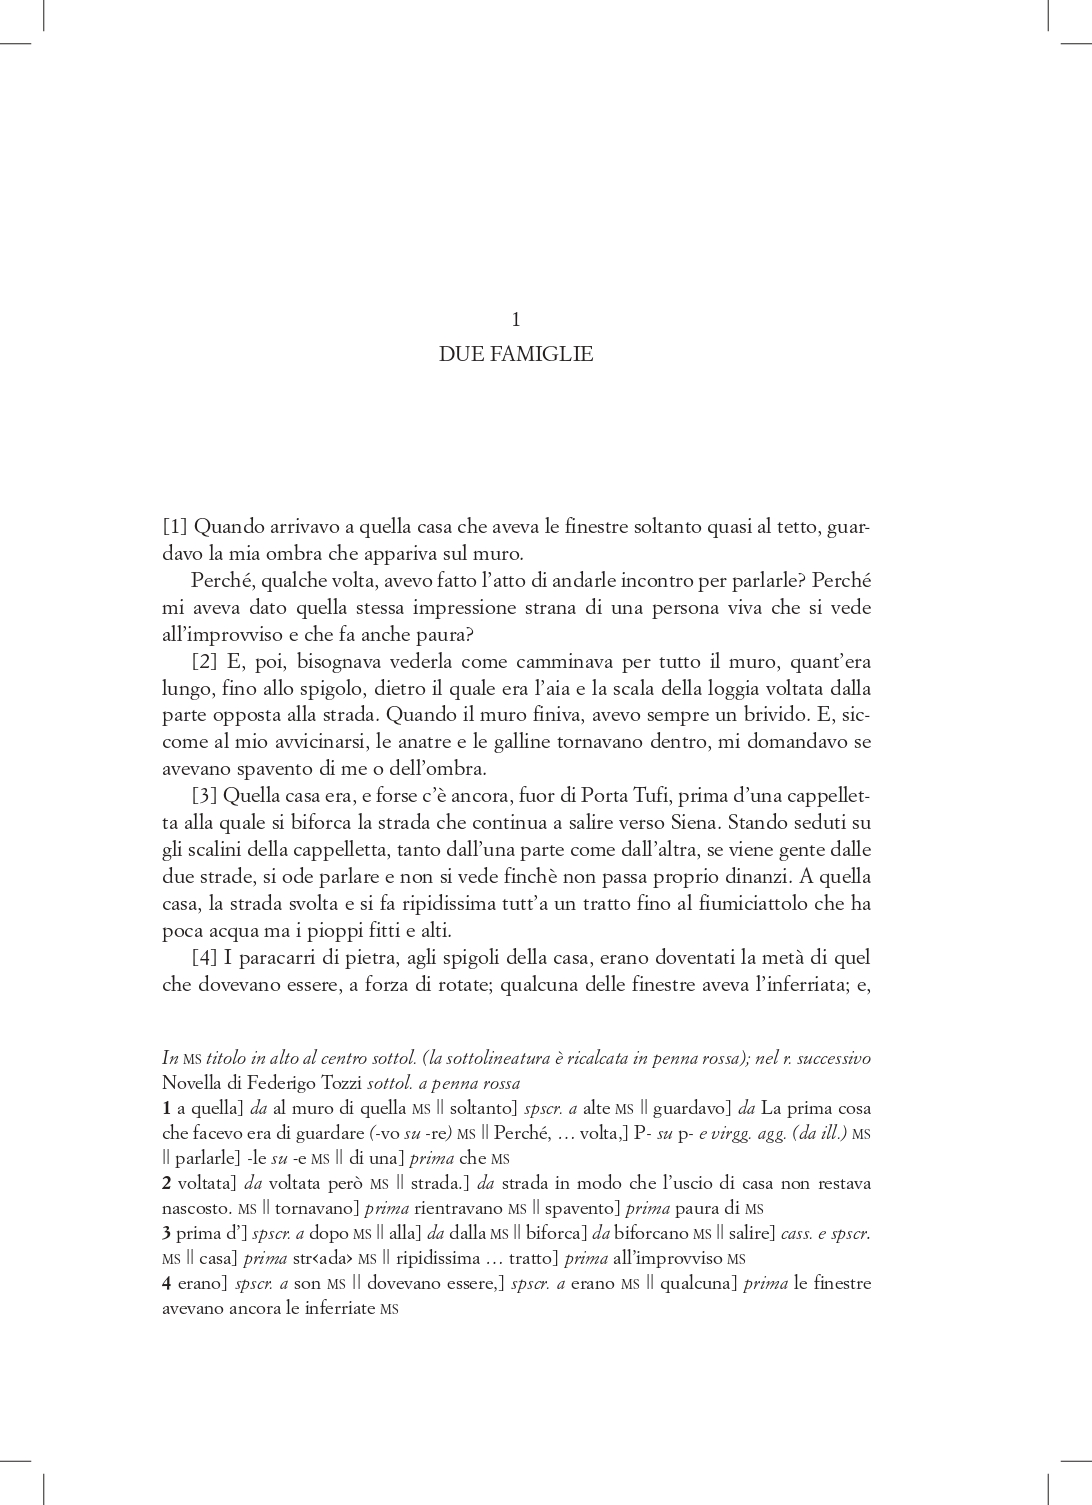 1
DUE FAMIGLIE
[1] Quando arrivavo a quella casa che aveva le finestre soltanto quasi al tetto, guar-
davo la mia ombra che appariva sul muro.
Perché, qualche volta, avevo fatto l’atto di andarle incontro per parlarle? Perché
mi aveva dato quella stessa impressione strana di una persona viva che si vede
all’improvviso e che fa anche paura?
[2] E, poi, bisognava vederla come camminava per tutto il muro, quant’era
lungo, fino allo spigolo, dietro il quale era l’aia e la scala della loggia voltata dalla
parte opposta alla strada. Quando il muro finiva, avevo sempre un brivido. E, sic-
come al mio avvicinarsi, le anatre e le galline tornavano dentro, mi domandavo se
avevano spavento di me o dell’ombra.
[3] Quella casa era, e forse c’è ancora, fuor di Porta Tufi, prima d’una cappellet-
ta alla quale si biforca la strada che continua a salire verso Siena. Stando seduti su
gli scalini della cappelletta, tanto dall’una parte come dall’altra, se viene gente dalle
due strade, si ode parlare e non si vede finchè non passa proprio dinanzi. A quella
casa, la strada svolta e si fa ripidissima tutt’a un tratto fino al fiumiciattolo che ha
poca acqua ma i pioppi fitti e alti.
[4] I paracarri di pietra, agli spigoli della casa, erano doventati la metà di quel
che dovevano essere, a forza di rotate; qualcuna delle finestre aveva l’inferriata; e,
In MS titolo in alto al centro sottol. (la sottolineatura è ricalcata in penna rossa); nel r. successivo
Novella di Federigo Tozzi sottol. a penna rossa
1 a quella] da al muro di quella MS || soltanto] spscr. a alte MS || guardavo] da La prima cosa
che facevo era di guardare (-vo su -re) MS || Perché, … volta,] P- su p- e virgg. agg. (da ill.) MS
|| parlarle] -le su -e MS || di una] prima che MS
2 voltata] da voltata però MS || strada.] da strada in modo che l’uscio di casa non restava
nascosto. MS || tornavano] prima rientravano MS || spavento] prima paura di MS
3 prima d’] spscr. a dopo MS || alla] da dalla MS || biforca] da biforcano MS || salire] cass. e spscr.
MS || casa] prima str‹ada› MS || ripidissima … tratto] prima all’improvviso MS
4 erano] spscr. a son MS || dovevano essere,] spscr. a erano MS || qualcuna] prima le finestre
avevano ancora le inferriate MS